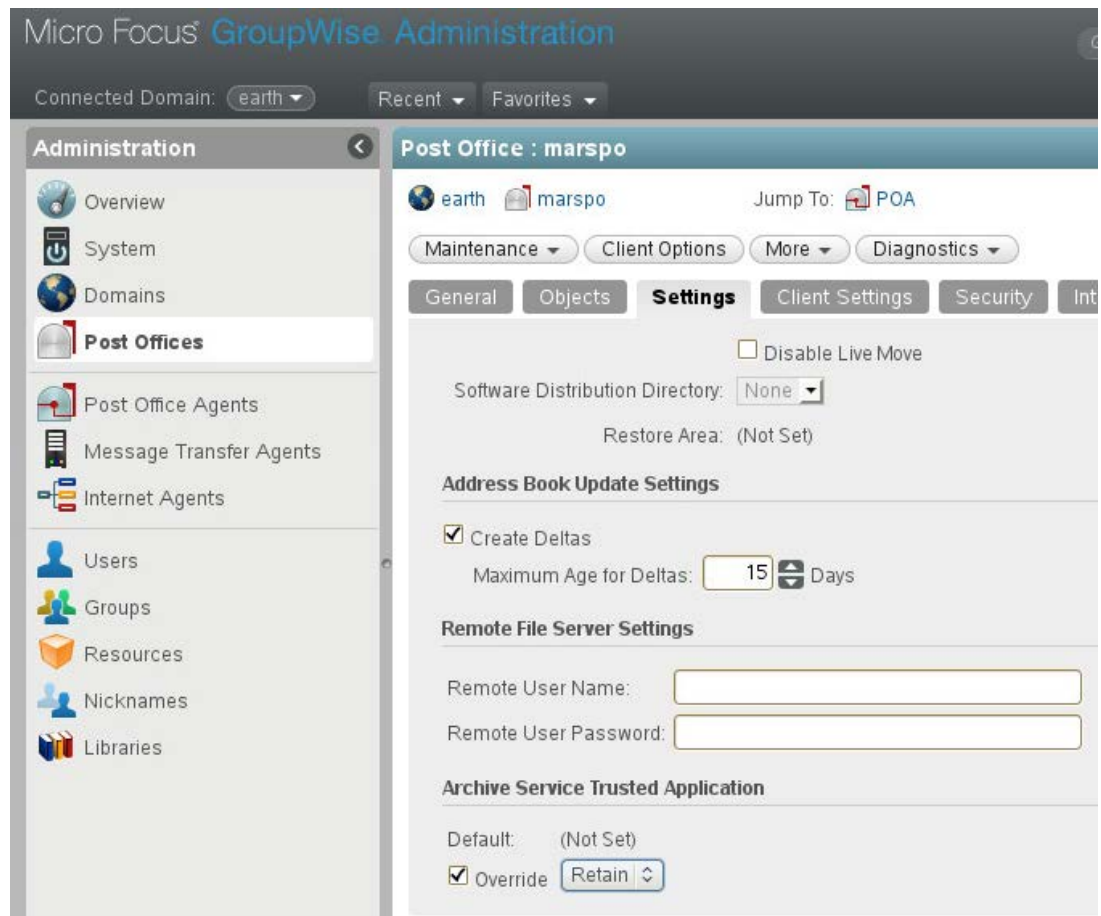 Micro Focus GroupWise Administration
Connected Domain: earth Recent Favorites
Administration
Overview
System
Domains
Post Offices
Post Office Agents
Message Transfer Agents
Internet Agents
Users
Groups
Resources
Nicknames
Libraries
Post Office : marspo
earth marspo Jump To: POA
Maintenance Client Options More Diagnostics
General Objects Settings Client Settings Security Int
Disable Live Move
Software Distribution Directory: None
Restore Area: (Not Set)
Address Book Update Settings
Create Deltas
Maximum Age for Deltas: 15 Days
Remote File Server Settings
Remote User Name:
Remote User Password:
Archive Service Trusted Application
Default: (Not Set)
Override Retain